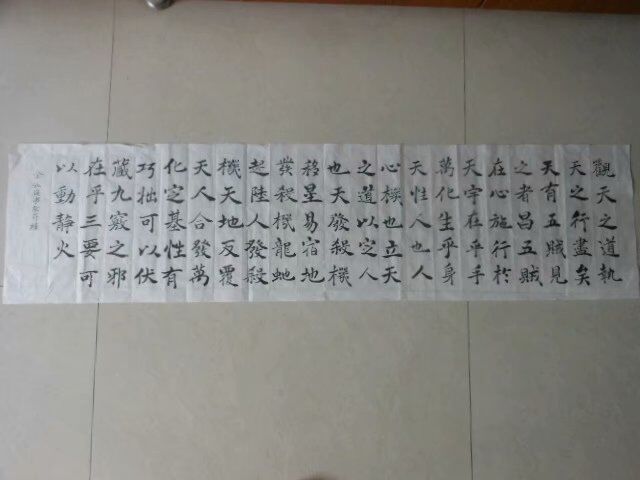 觀天之道執
天之行盡矣
天有五賊見
之者昌五賊
在心施行於
天宇在乎手
萬化生乎身
天性人也人
心機也立天
之道以定人
也天發殺機
移星易宿地
發殺機龍虵
起陸人發殺
機天地反覆
天人合發萬
化定基性有
巧拙可以伏
藏九竅之邪
在乎三要可
以動靜火